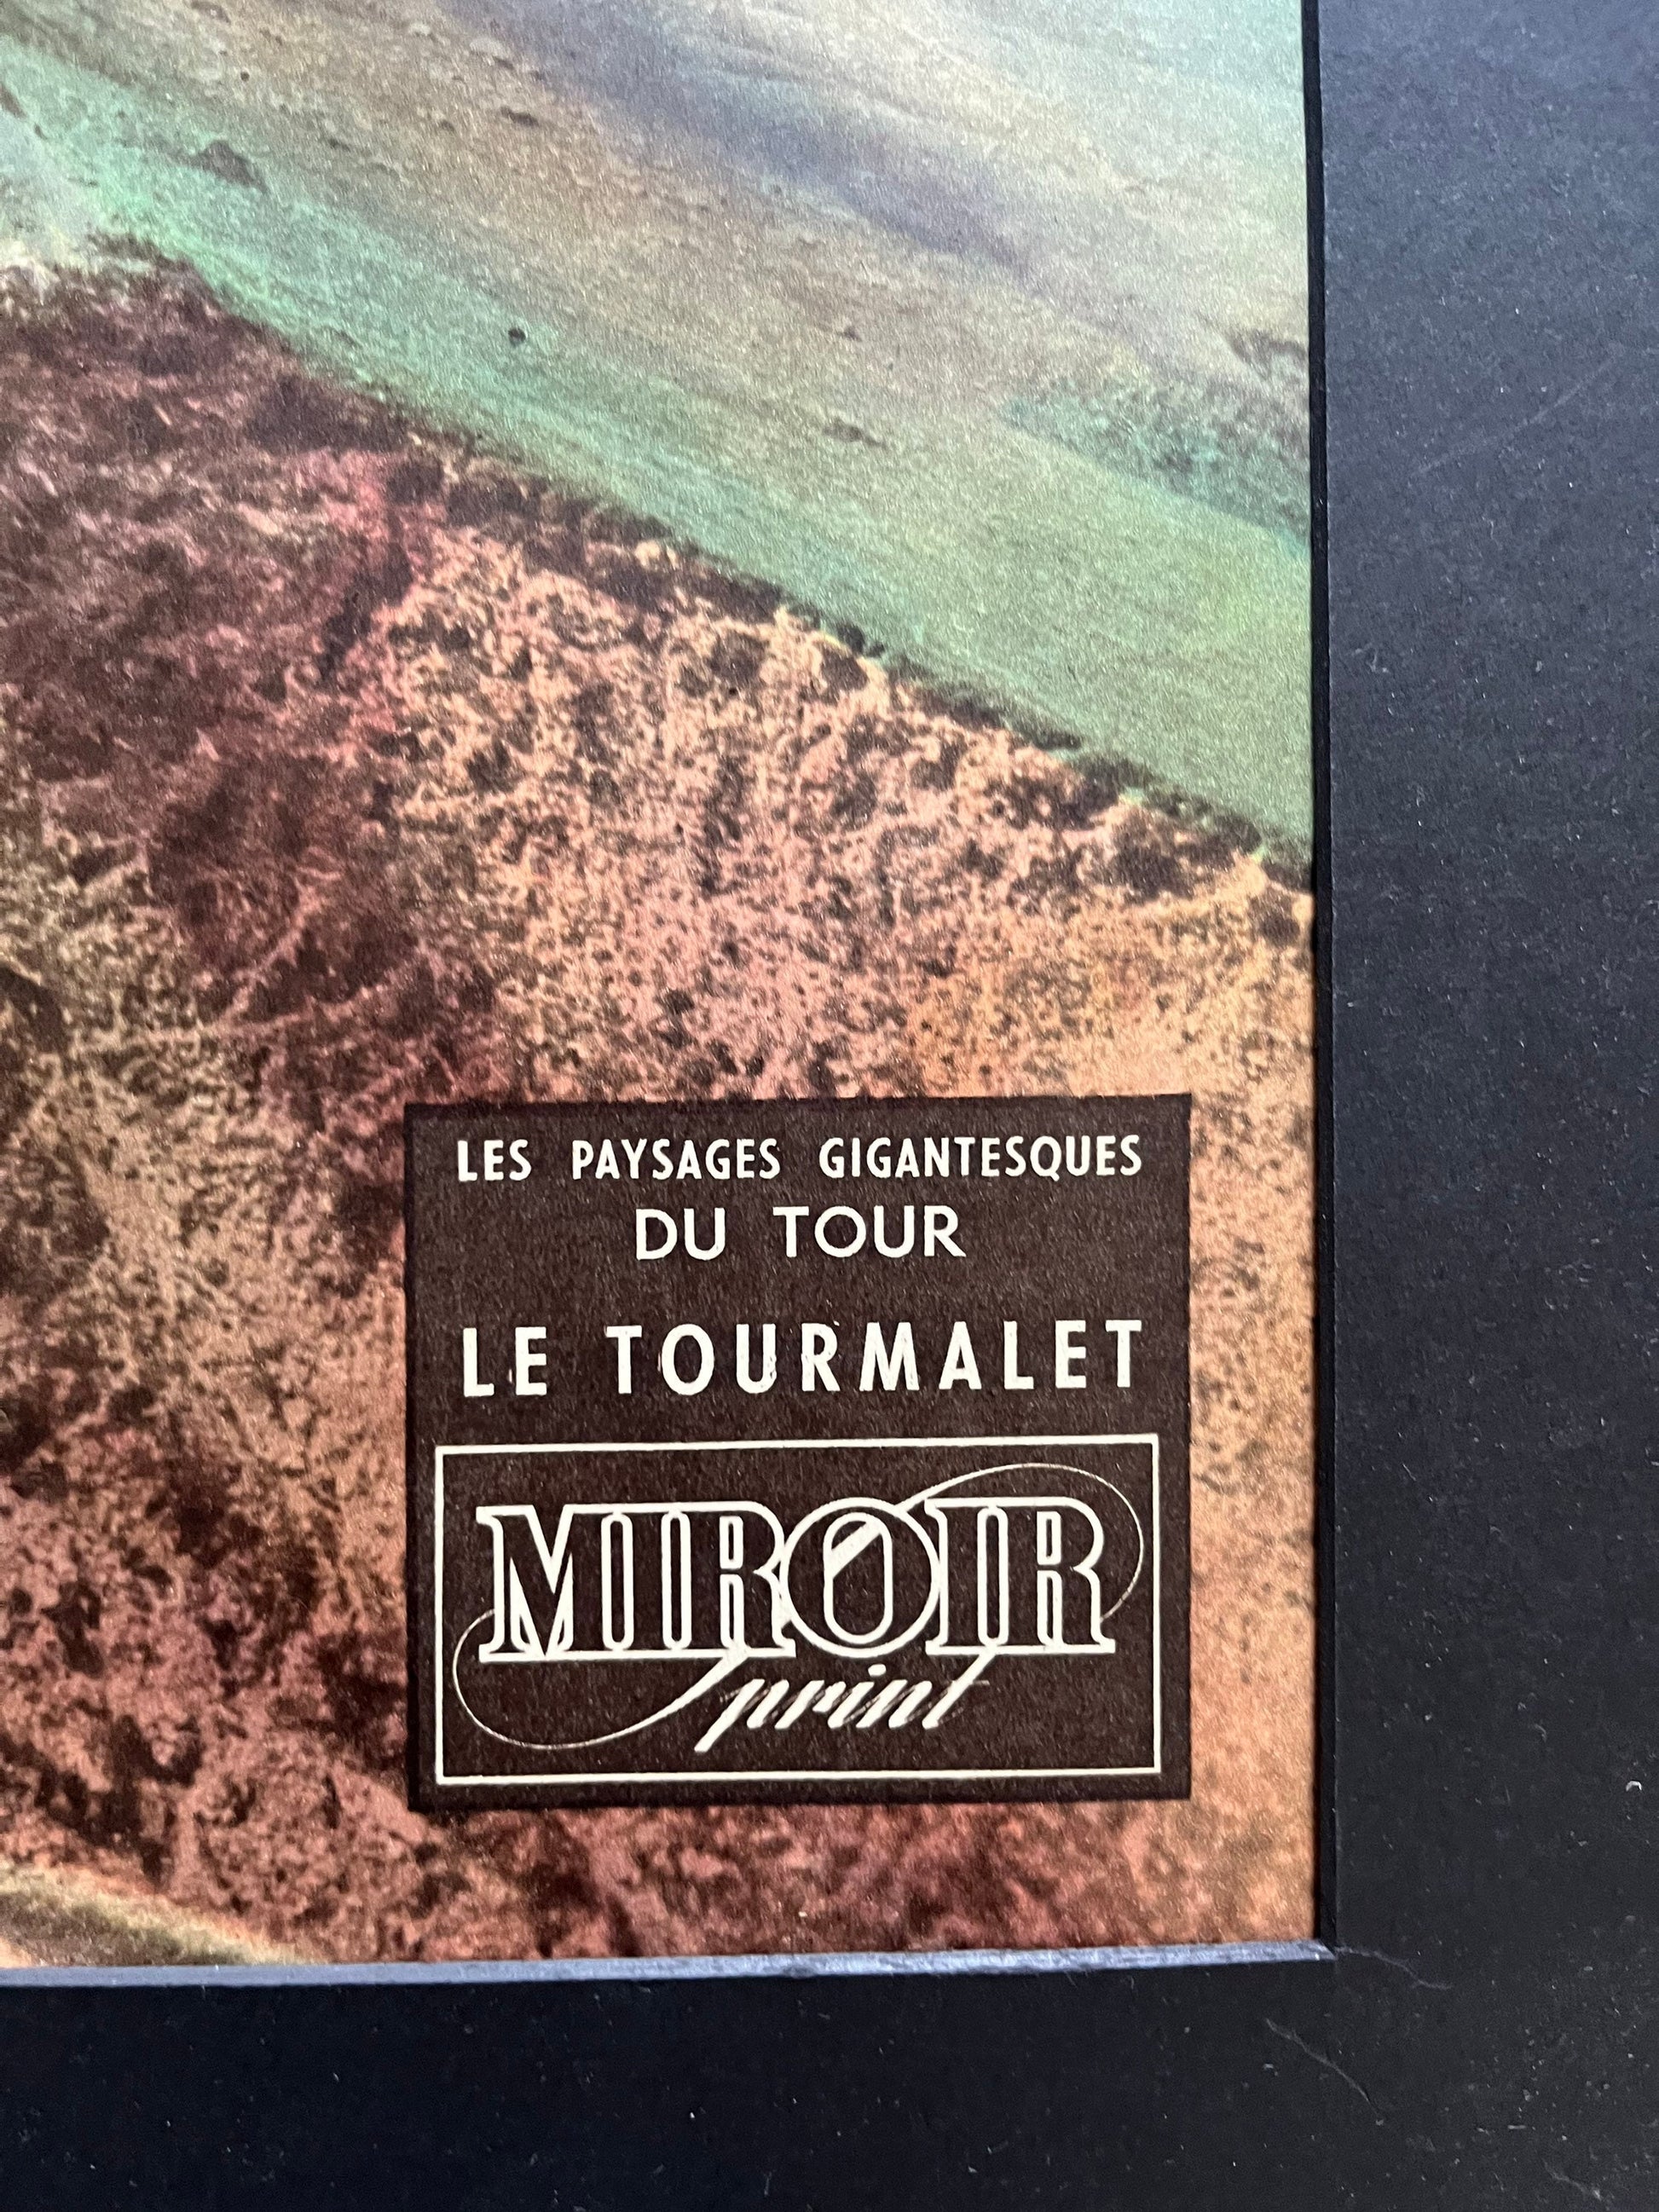 LES PAYSAGES GIGANTESQUES
DU TOUR
LE TOURMALET
MIROIR
Sprint